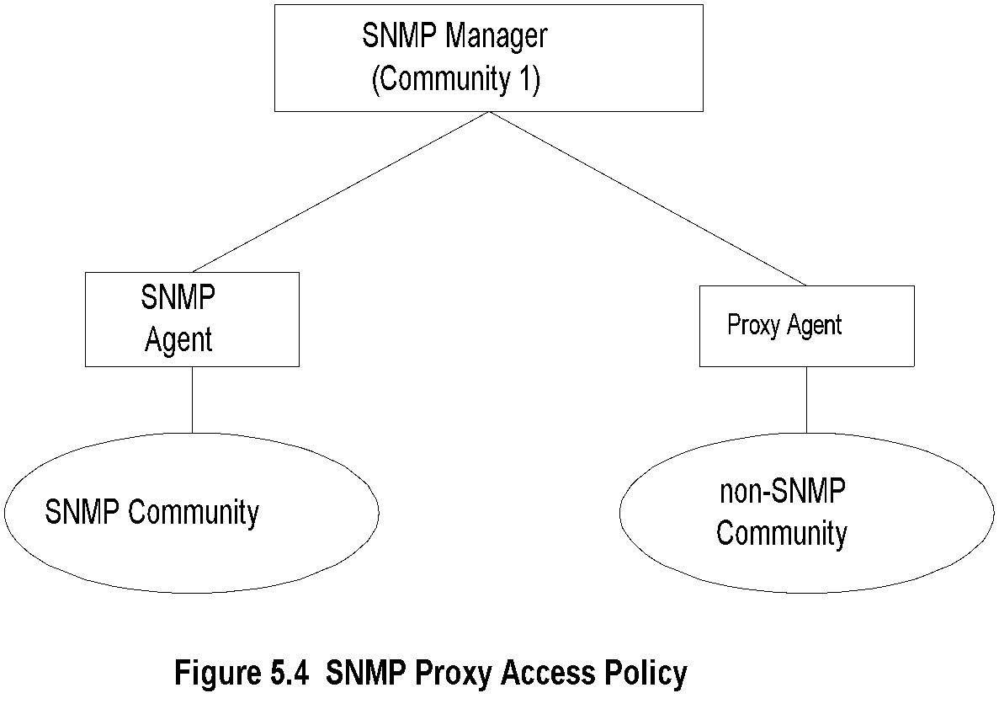 SNMP Manager
(Community 1)
SNMP
Agent
Proxy Agent
SNMP Community
non-SNMP
Community
Figure 5.4 SNMP Proxy Access Policy